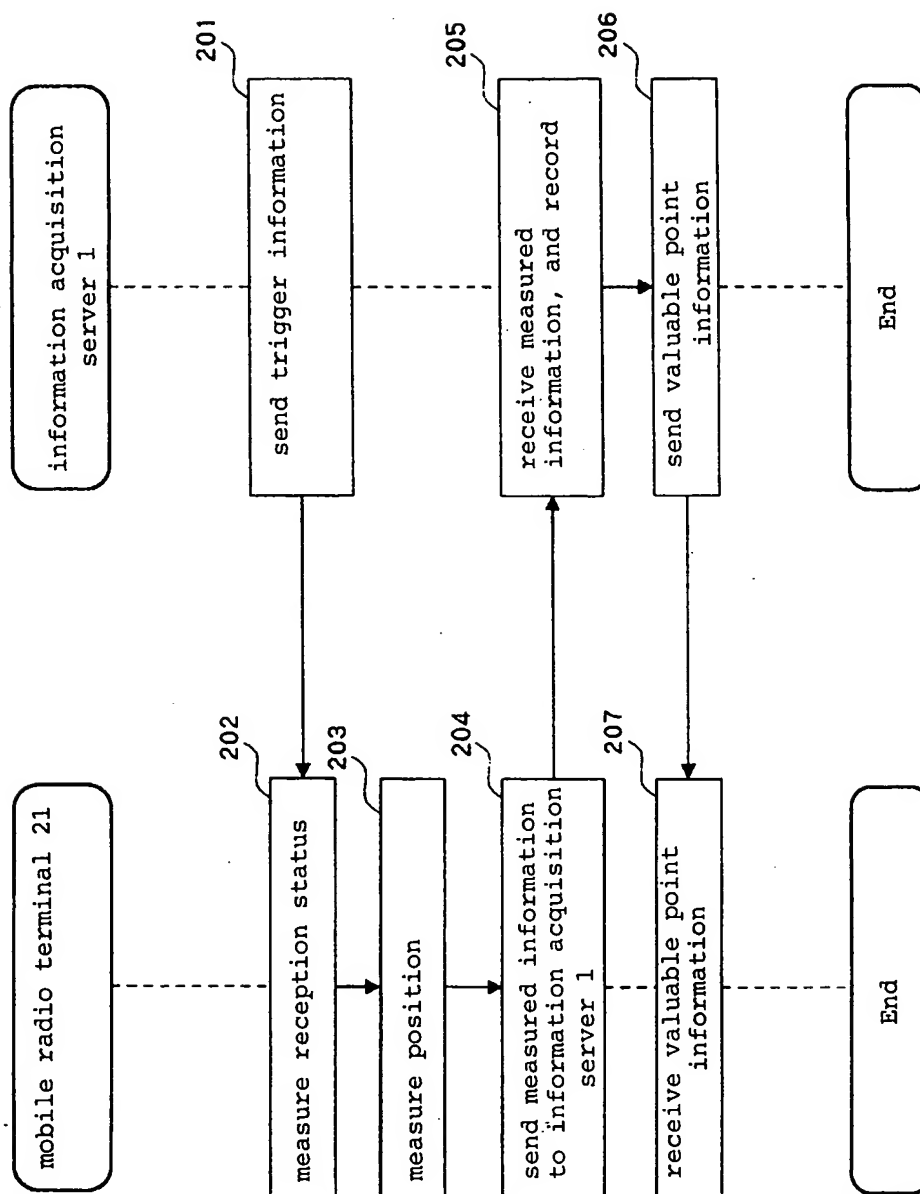 mobile radio terminal 21
202
measure reception status
203
measure position
204
send measured information
to information acquisition
server 1
207
receive valuable point
information
End
information acquisition
server 1
201
send trigger information
205
receive measured
information, and record
206
send valuable point
information
End